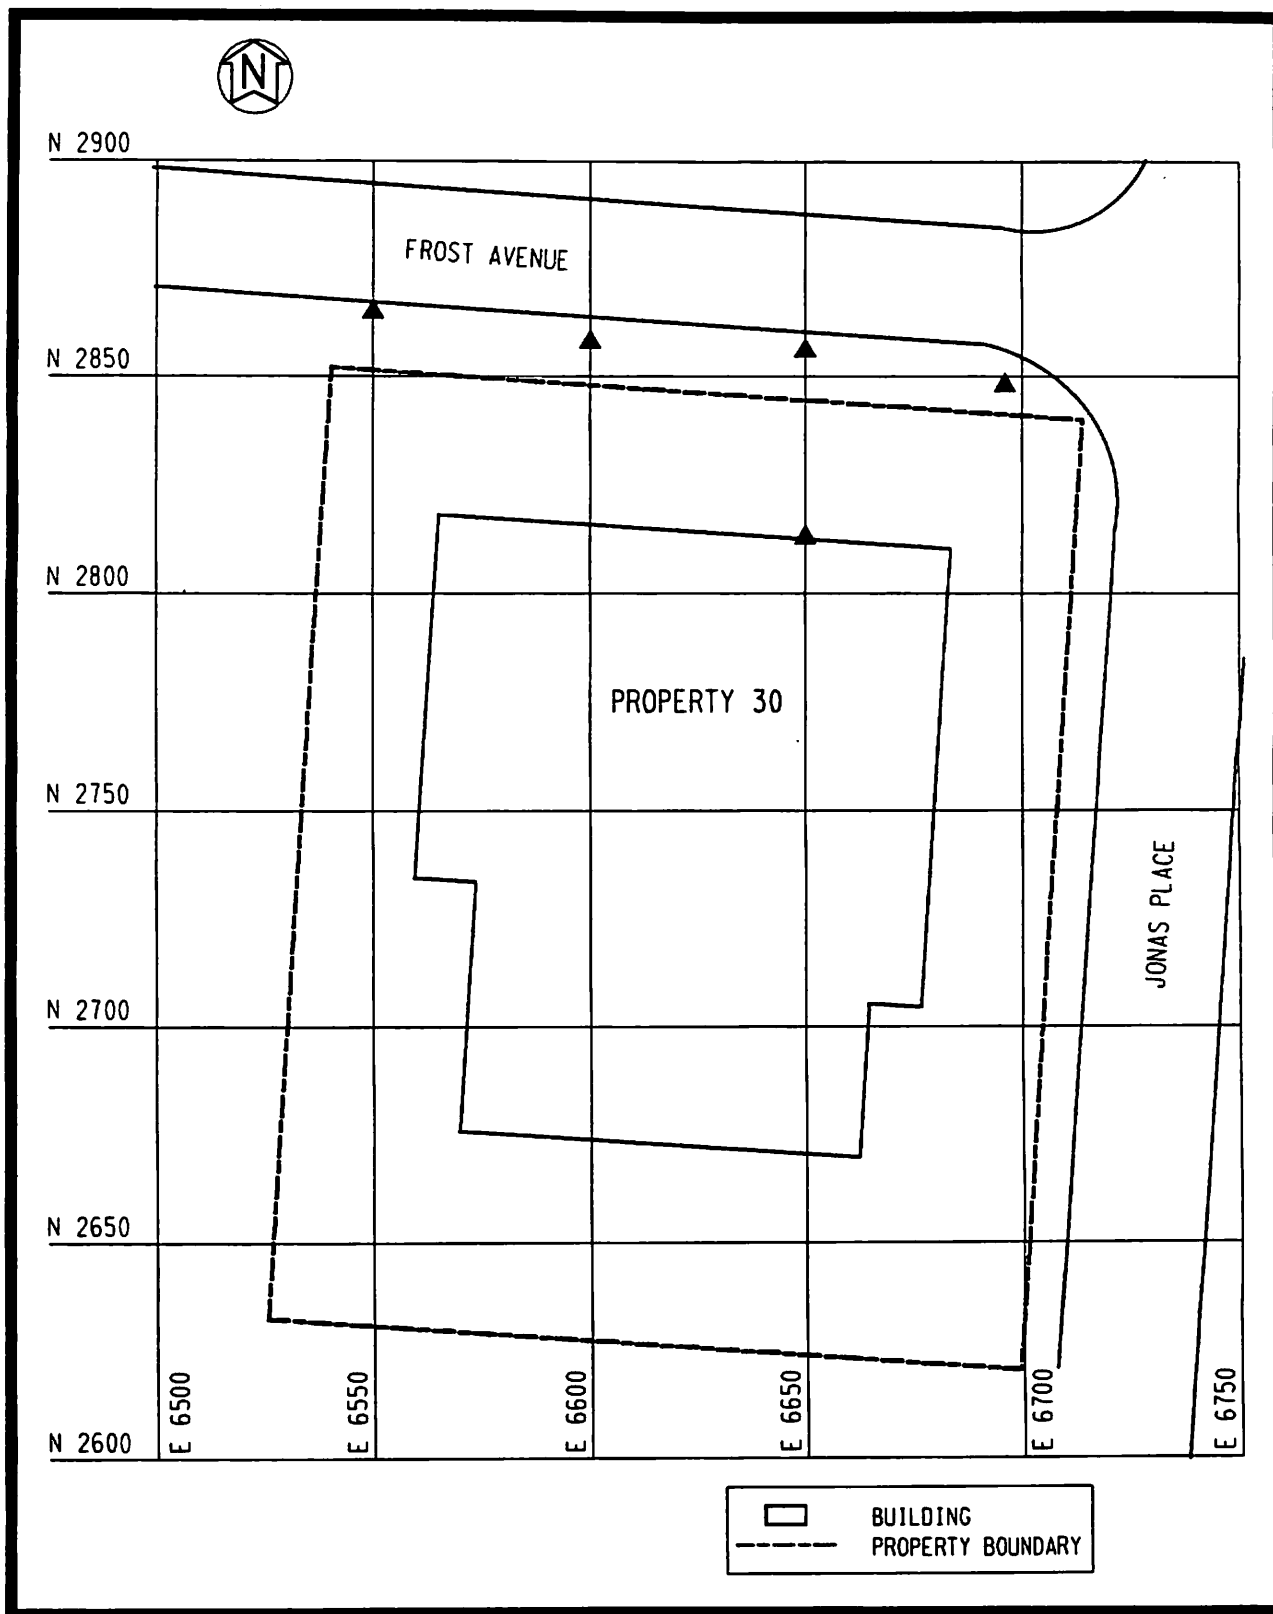 N
N 2900
FROST AVENUE
N 2850
N 2800
PROPERTY 30
N 2750
JONAS PLACE
N 2700
N 2650
E 6500
E 6550
E 6600
E 6650
E 6700
E 6750
N 2600
BUILDING
PROPERTY BOUNDARY